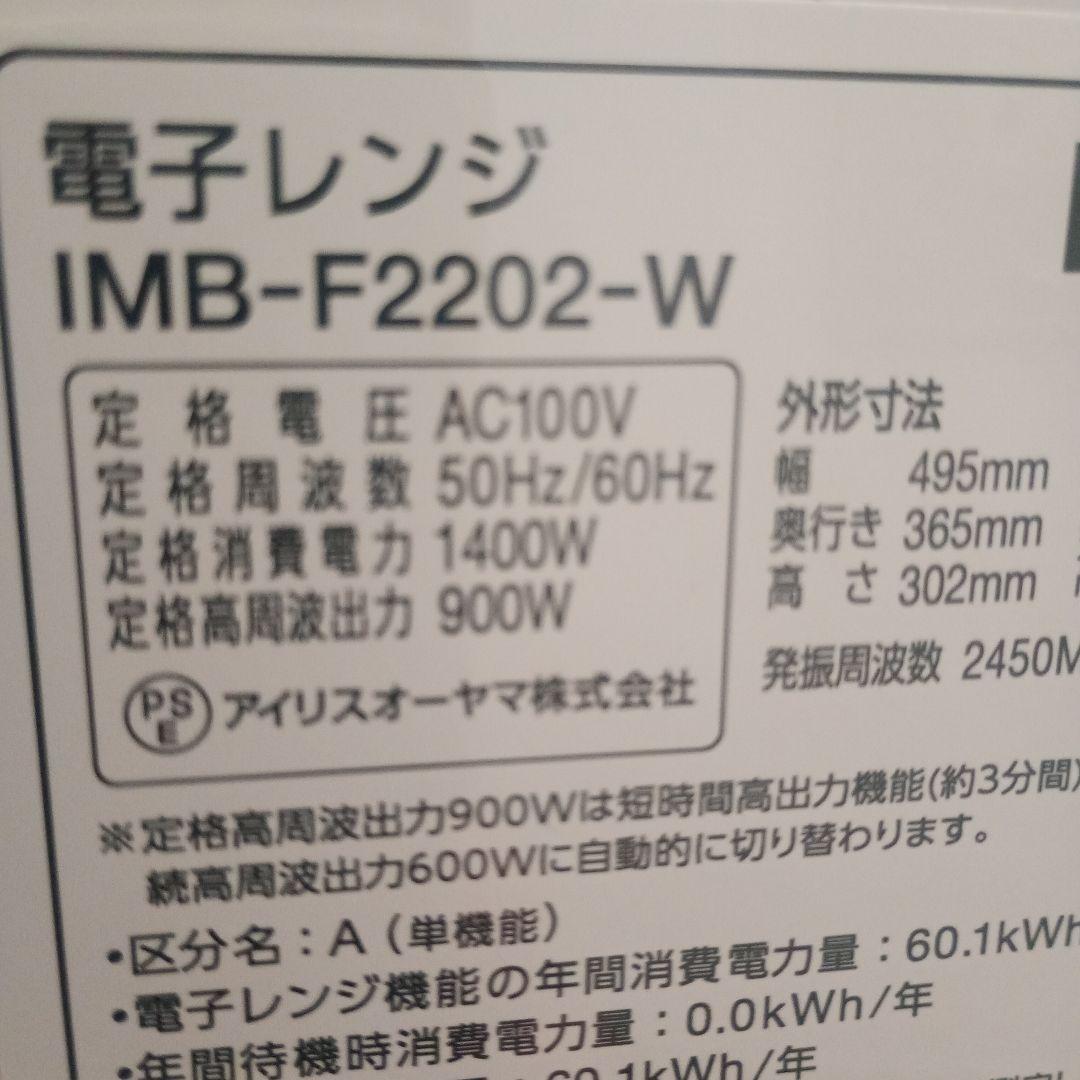 電子レンジ
IMB-F2202-W
定格電圧 AC100V
定格周波数 50Hz/60Hz
定格消費電力 1400W
定格高周波出力 900W
PSE アイリスオーヤマ株式会社
外形寸法
幅 495mm
奥行き 365mm
高さ 302mm
発振周波数 2450M
※定格高周波出力900Wは短時間高出力機能(約3分間)
続高周波出力600Wに自動的に切り替わります。
・区分名：A（単機能）
・電子レンジ機能の年間消費電力量：60.1kWh
・年間待機時消費電力量：0.0kWh/年
60.1kWh/年